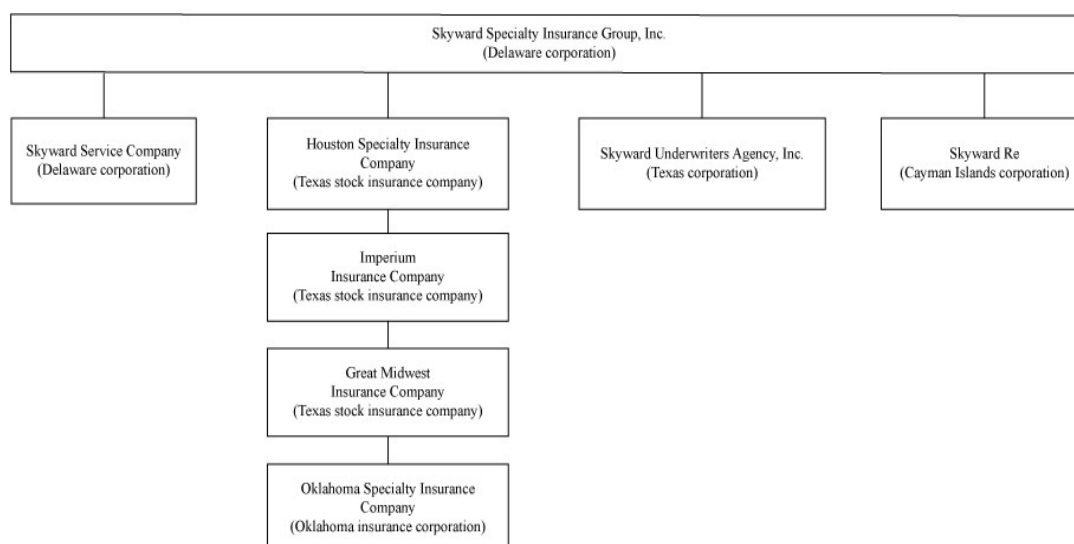 Skyward Specialty Insurance Group, Inc.
(Delaware corporation)
Skyward Service Company
(Delaware corporation)
Houston Specialty Insurance
Company
(Texas stock insurance company)
Skyward Underwriters Agency, Inc.
(Texas corporation)
Skyward Re
(Cayman Islands corporation)
Imperium
Insurance Company
(Texas stock insurance company)
Great Midwest
Insurance Company
(Texas stock insurance company)
Oklahoma Specialty Insurance
Company
(Oklahoma insurance corporation)